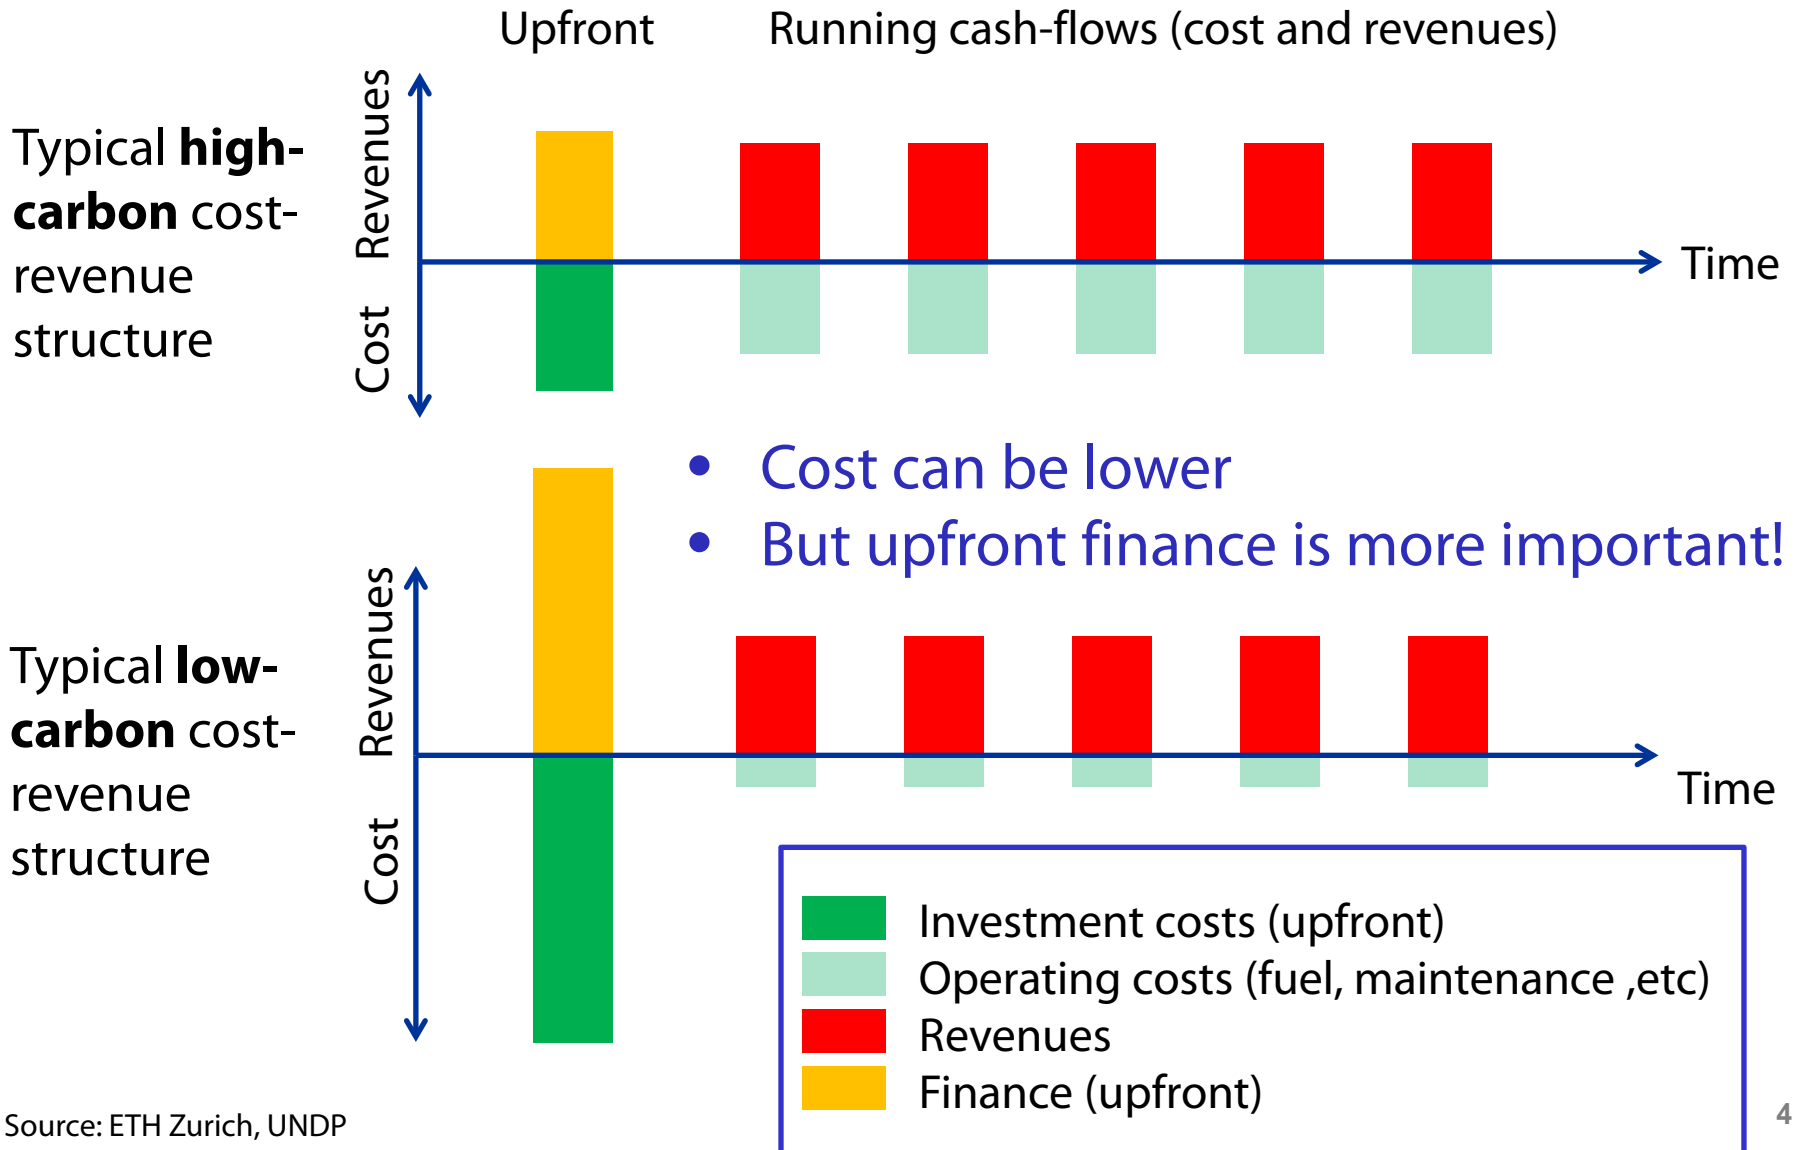 Upfront
Running cash-flows (cost and revenues)
Typical high-
carbon cost-
revenue
structure
Revenues
Cost
Time
• Cost can be lower
• But upfront finance is more important!
Typical low-
carbon cost-
revenue
structure
Revenues
Cost
Time
Investment costs (upfront)
Operating costs (fuel, maintenance ,etc)
Revenues
Finance (upfront)
Source: ETH Zurich, UNDP
4